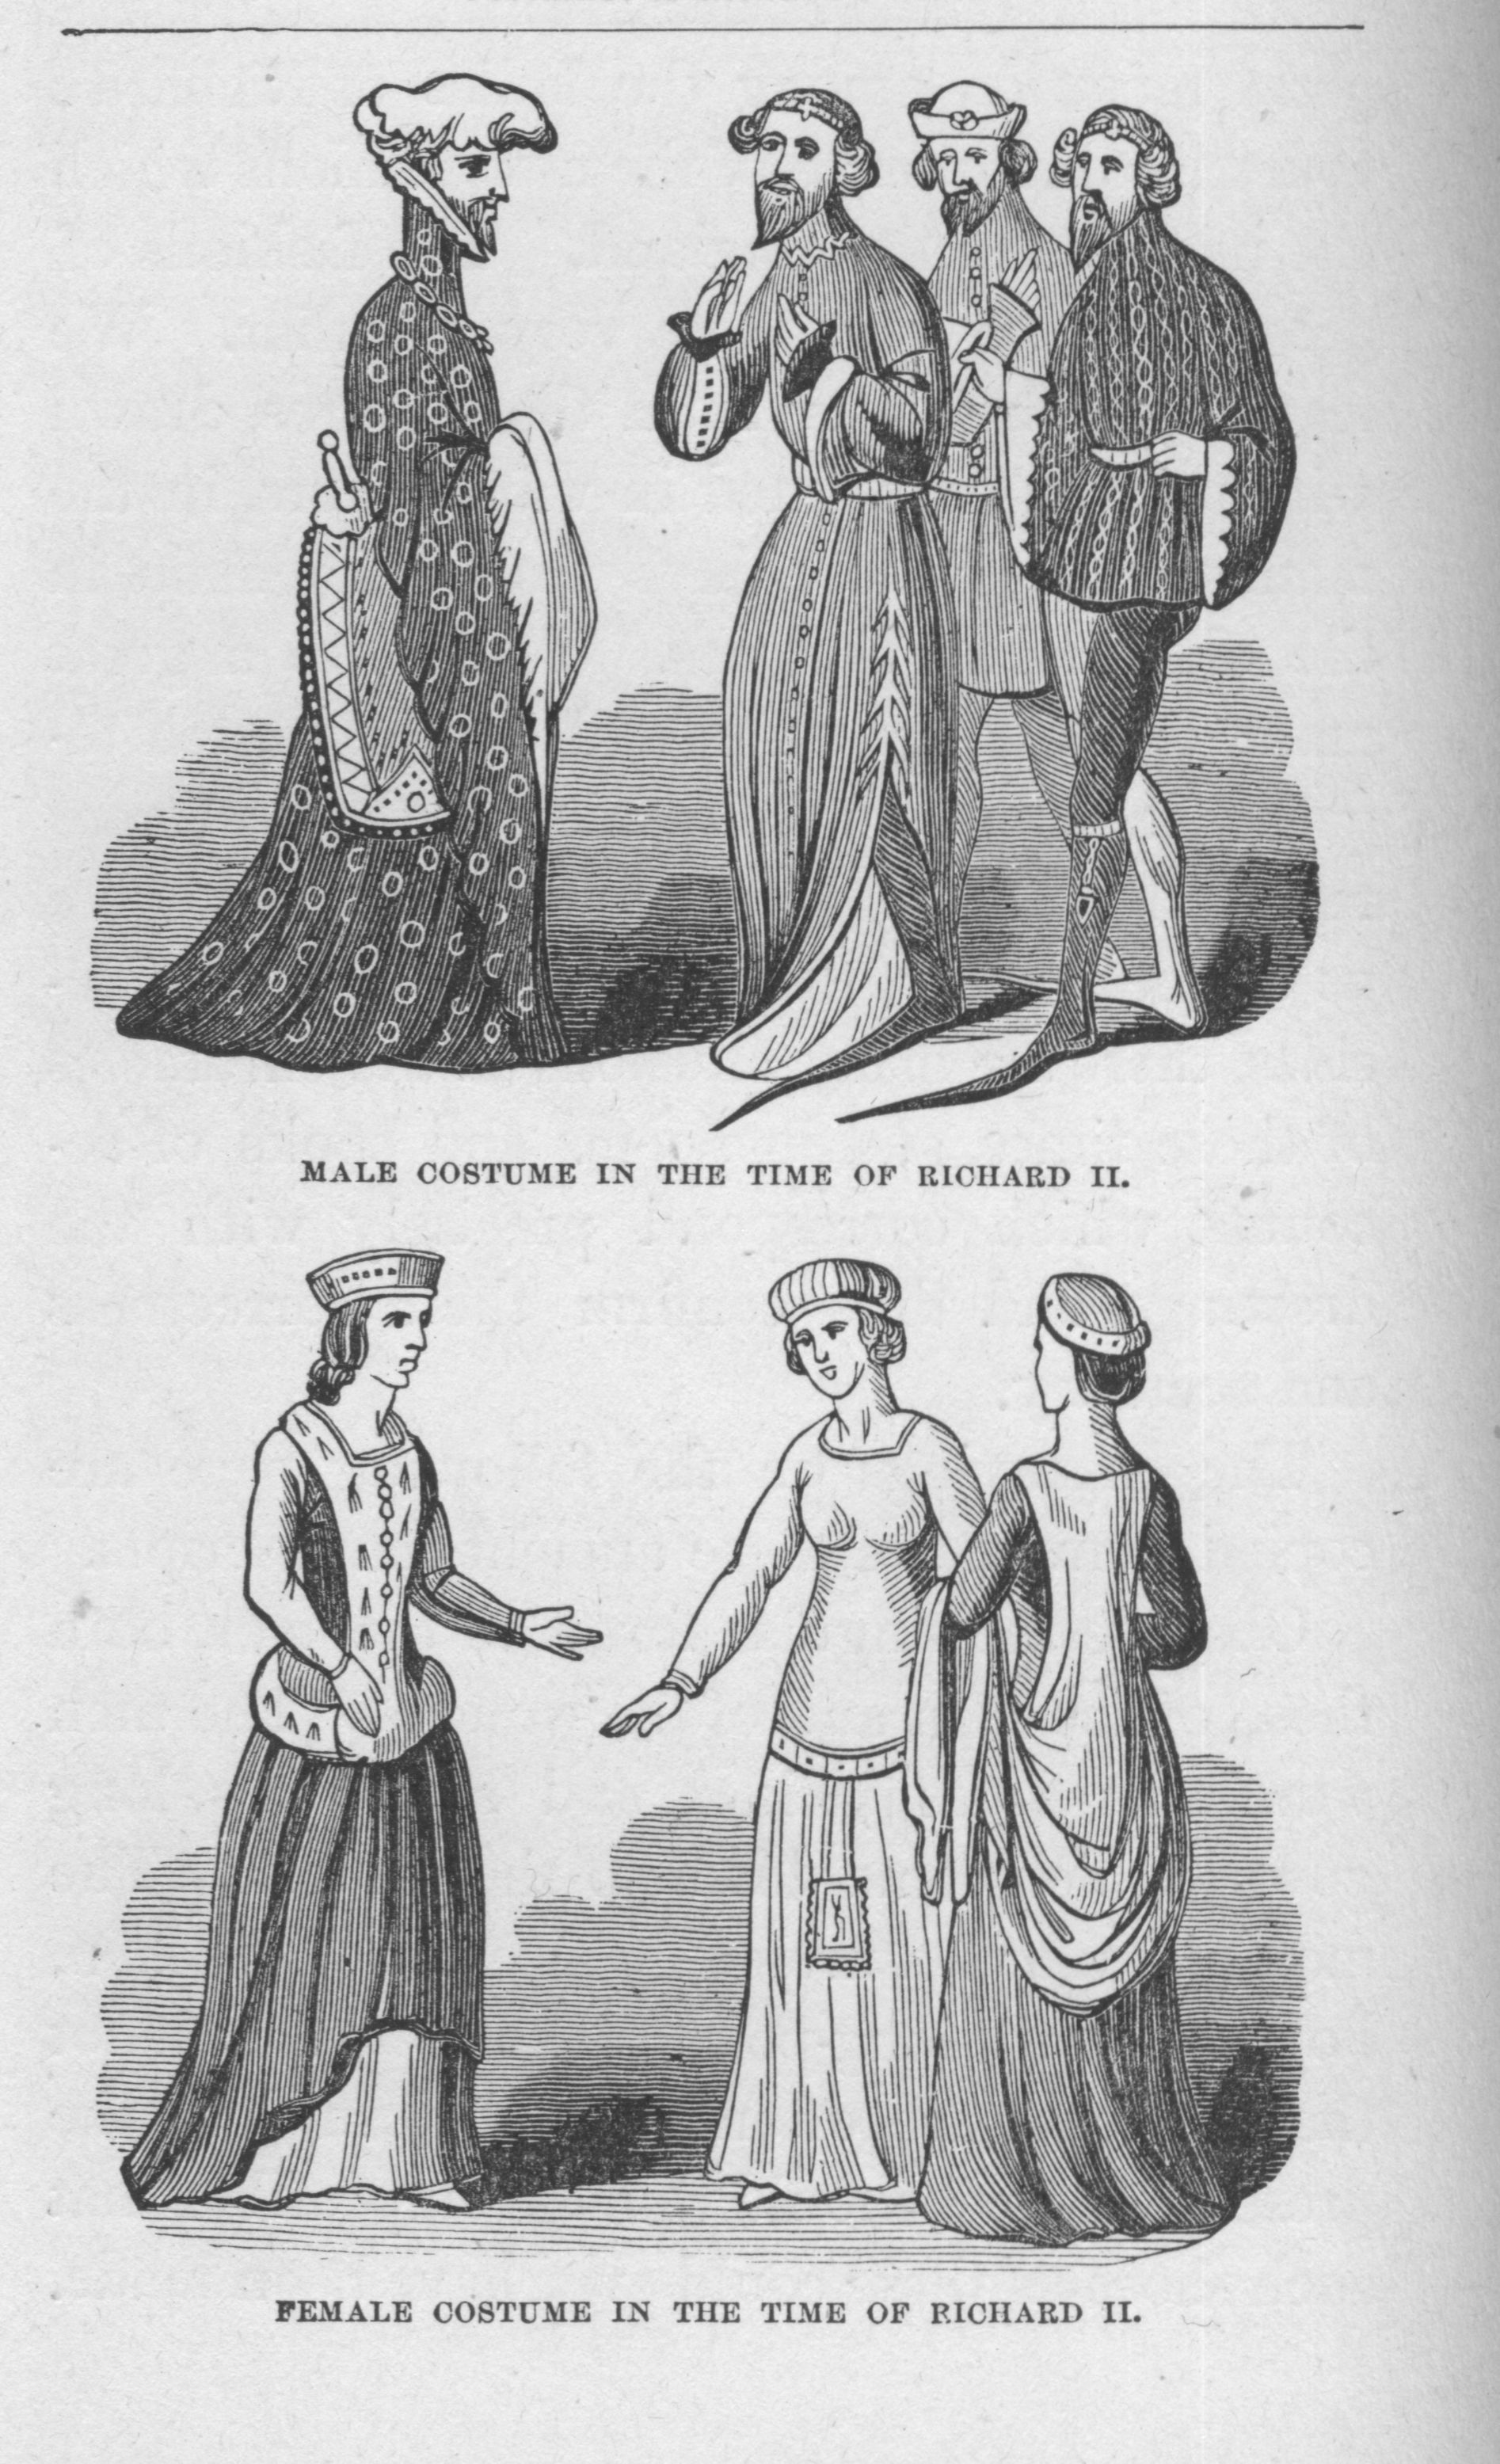 MALE COSTUME IN THE TIME OF RICHARD II.
FEMALE COSTUME IN THE TIME OF RICHARD II.